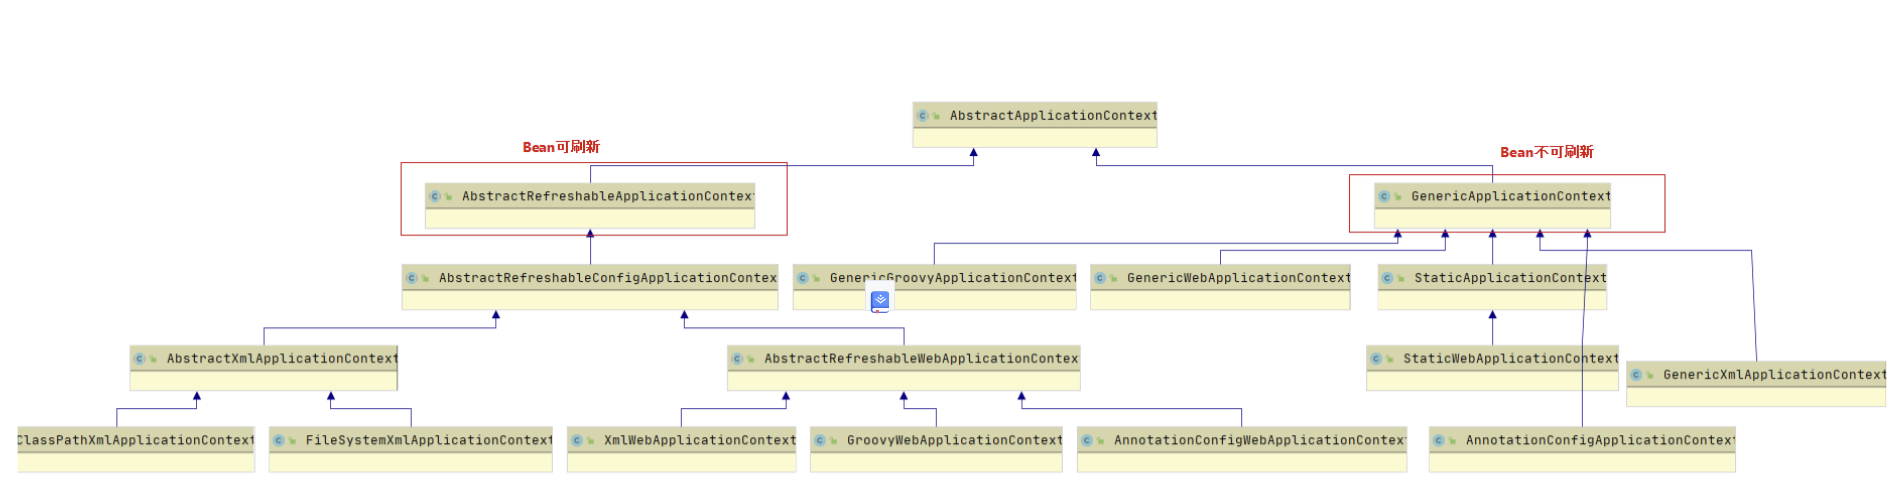 AbstractApplicationContext
Bean可刷新
Bean不可刷新
AbstractRefreshableApplicationContex
GenericApplicationContext
AbstractRefreshableConfigApplicationContex
GenericGroovyApplicationContext
GenericWebApplicationContext
StaticApplicationContext
AbstractXmlApplicationContext
AbstractRefreshableWebApplicationContex
StaticWebApplicationContext
GenericXmlApplicationContext
ClassPathXmlApplicationContext
FileSystemXmlApplicationContext
XmlWebApplicationContext
GroovyWebApplicationContext
AnnotationConfigWebApplicationContex
AnnotationConfigApplicationContex